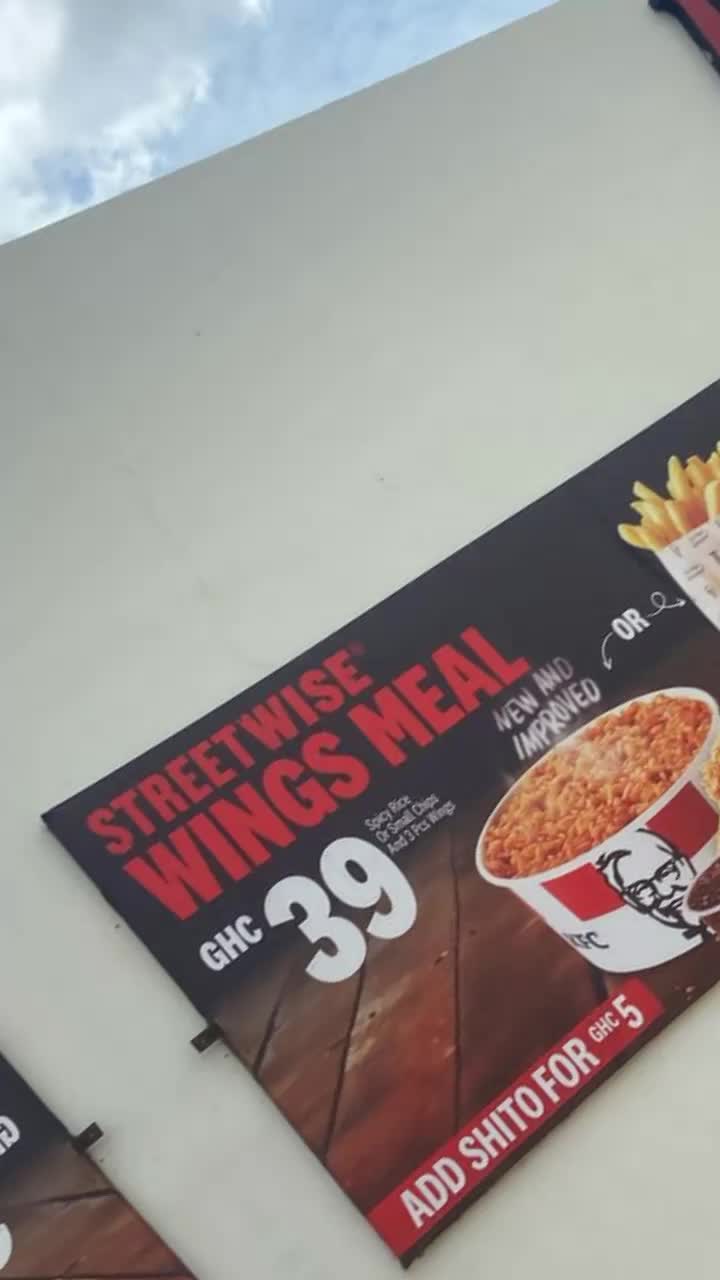 STREETWISE®
WINGS MEAL
NEW AND
IMPROVED
OR
GHC 39
Spicy Rice
Or Small Chips
And 3 Pcs Wings
KFC
ADD SHITO FOR GHC 5